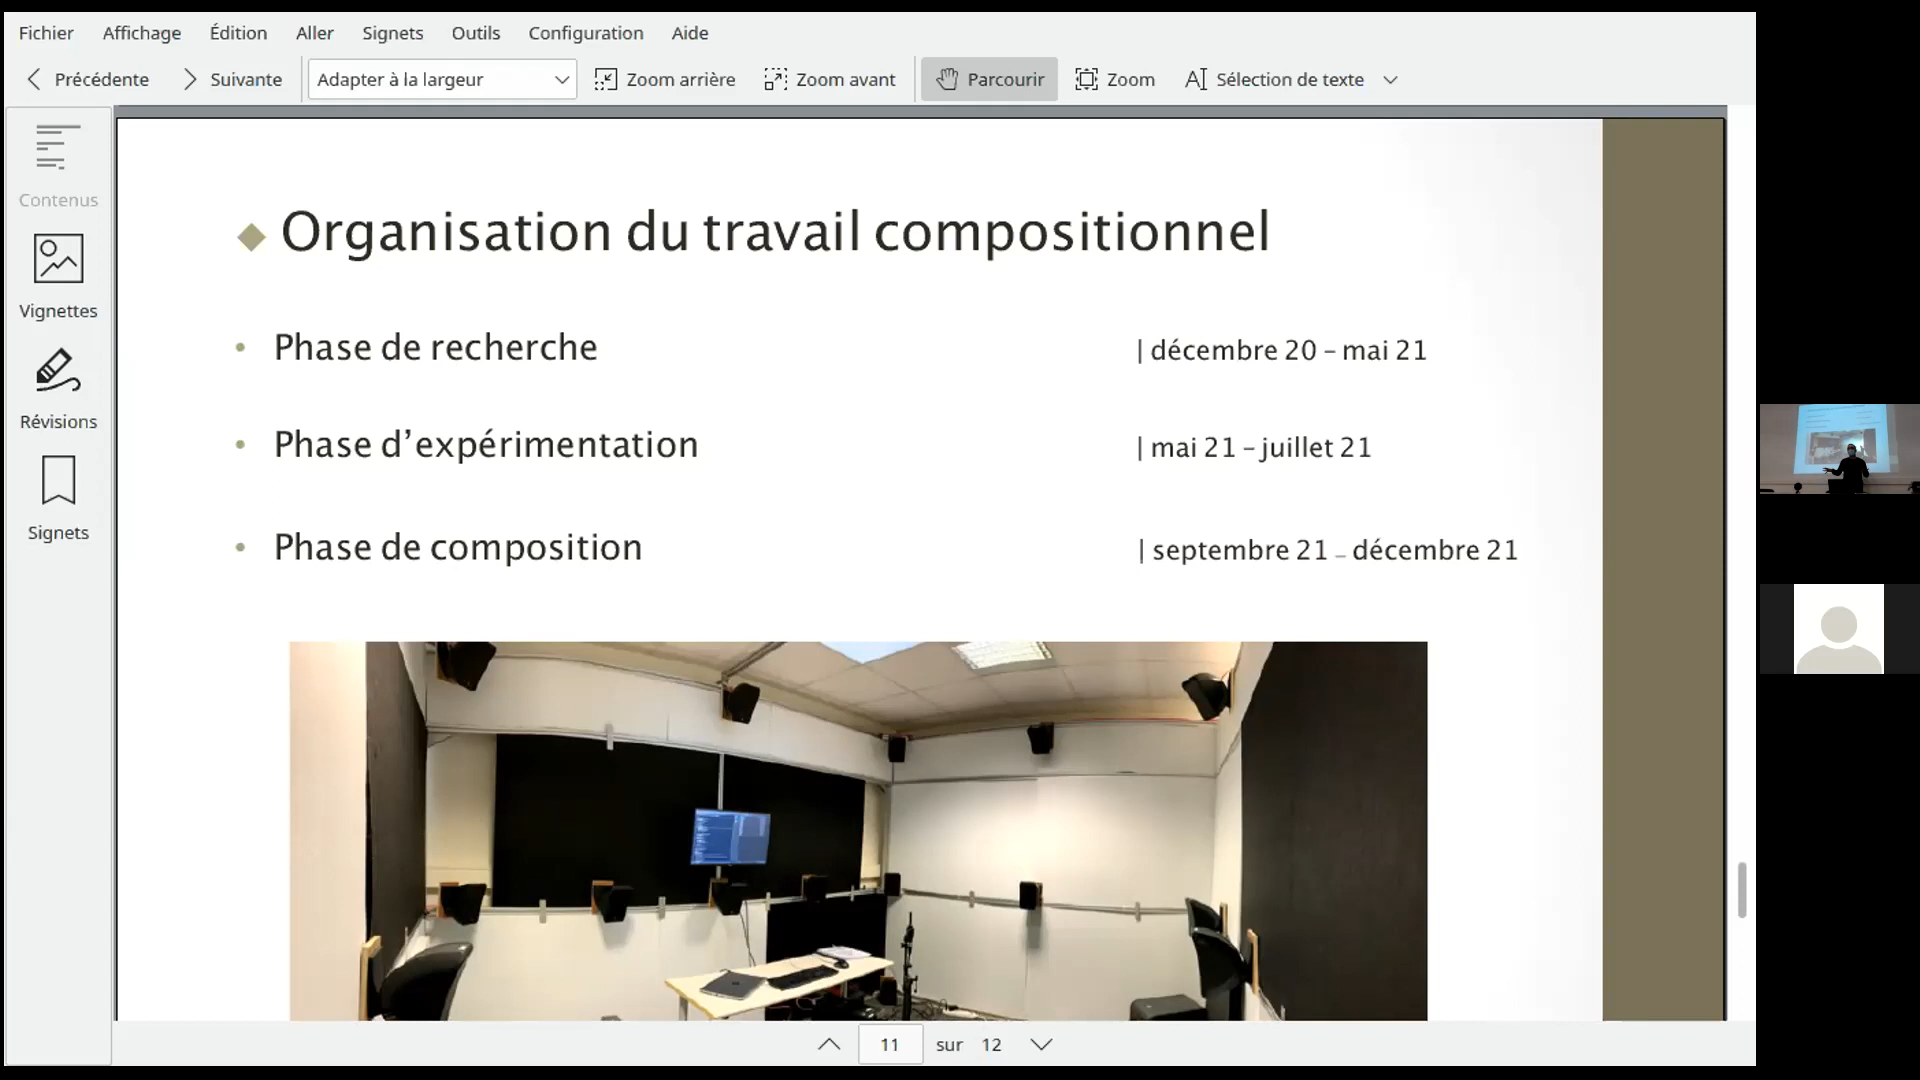 Fichier Affichage Édition Aller Signets Outils Configuration Aide
Précédente Suivante Adapter à la largeur Zoom arrière Zoom avant Parcourir Zoom Sélection de texte
Contenus
Vignettes
Révisions
Signets
Organisation du travail compositionnel
• Phase de recherche | décembre 20 – mai 21
• Phase d’expérimentation | mai 21 – juillet 21
• Phase de composition | septembre 21 – décembre 21
11 sur 12